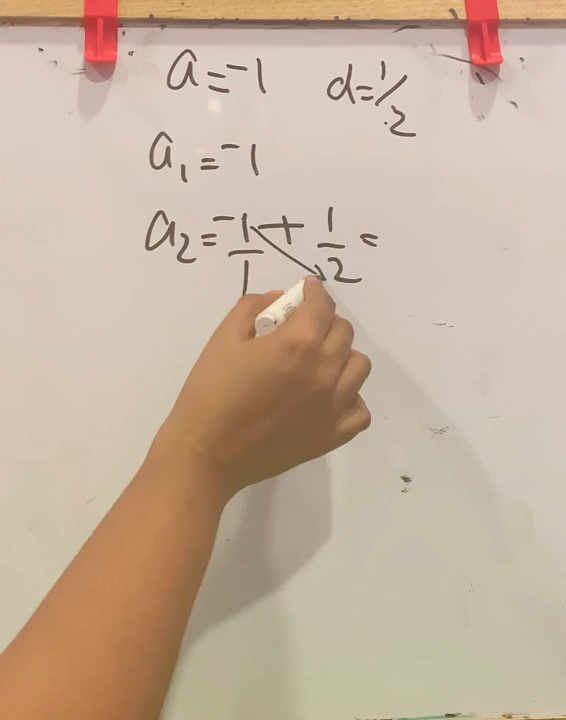 a=-1 d=1/2
a₁=-1
a₂=-1/1+1/2=